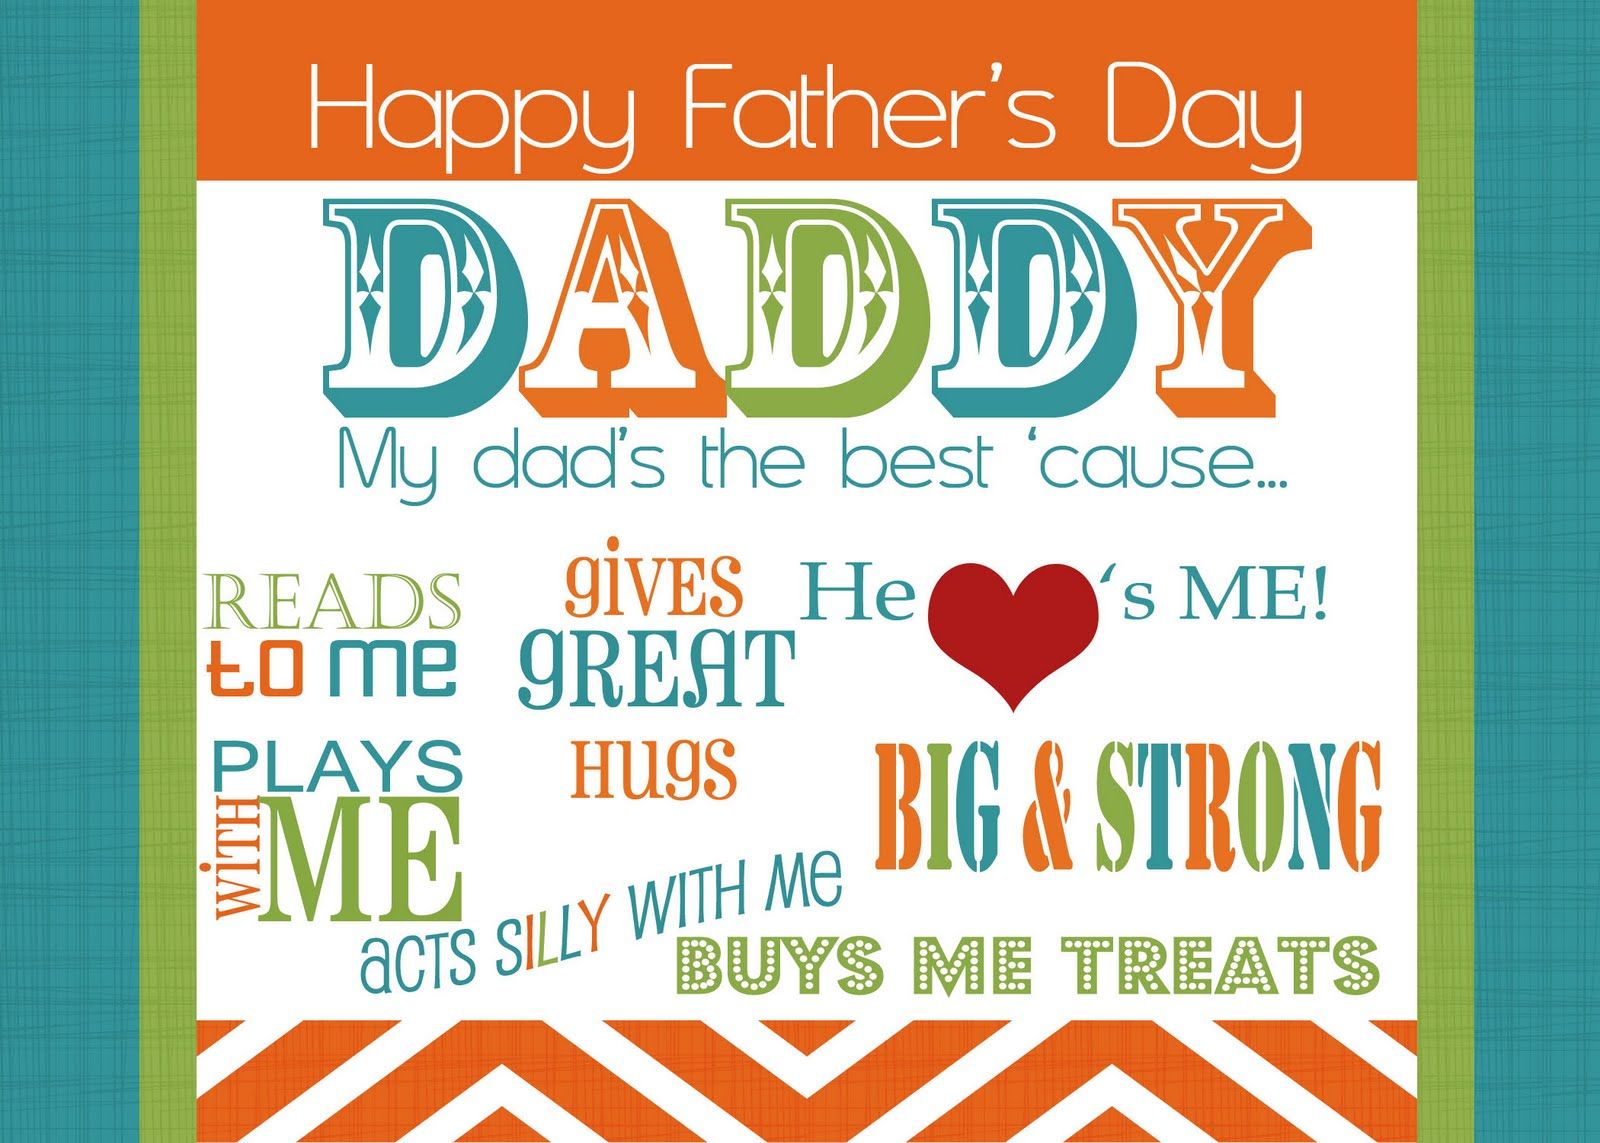 Happy Father's Day
DADDY
My dad's the best 'cause...
READS
to me
gives
gREAT
Hugs
He 's ME!
PLAYS
WITH
ME
BIG & STRONG
acts SILLY WITH Me
BUYS ME TREATS